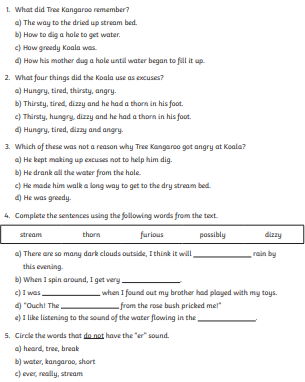 1. What did Tree Kangaroo remember?
a) The way to the dried up stream bed.
b) How to dig a hole to get water.
c) How greedy Koala was.
d) How his mother dug a hole until water began to fill it up.
2. What four things did the Koala use as excuses?
a) Hungry, tired, thirsty, angry.
b) Thirsty, tired, dizzy and he had a thorn in his foot.
c) Thirsty, hungry, dizzy and he had a thorn in his foot.
d) Hungry, tired, dizzy and angry.
3. Which of these was not a reason why Tree Kangaroo got angry at Koala?
a) He kept making up excuses not to help him dig.
b) He drank all the water from the hole.
c) He made him walk a long way to get to the dry stream bed.
d) He was greedy.
4. Complete the sentences using the following words from the text.
stream thorn furious possibly dizzy
a) There are so many dark clouds outside, I think it will ____________ rain by
this evening.
b) When I spin around, I get very ____________.
c) I was ____________ when I found out my brother had played with my toys.
d) "Ouch! The ____________ from the rose bush pricked me!"
e) I like listening to the sound of the water flowing in the ____________.
5. Circle the words that do not have the "er" sound.
a) heard, tree, break
b) water, kangaroo, short
c) ever, really, stream